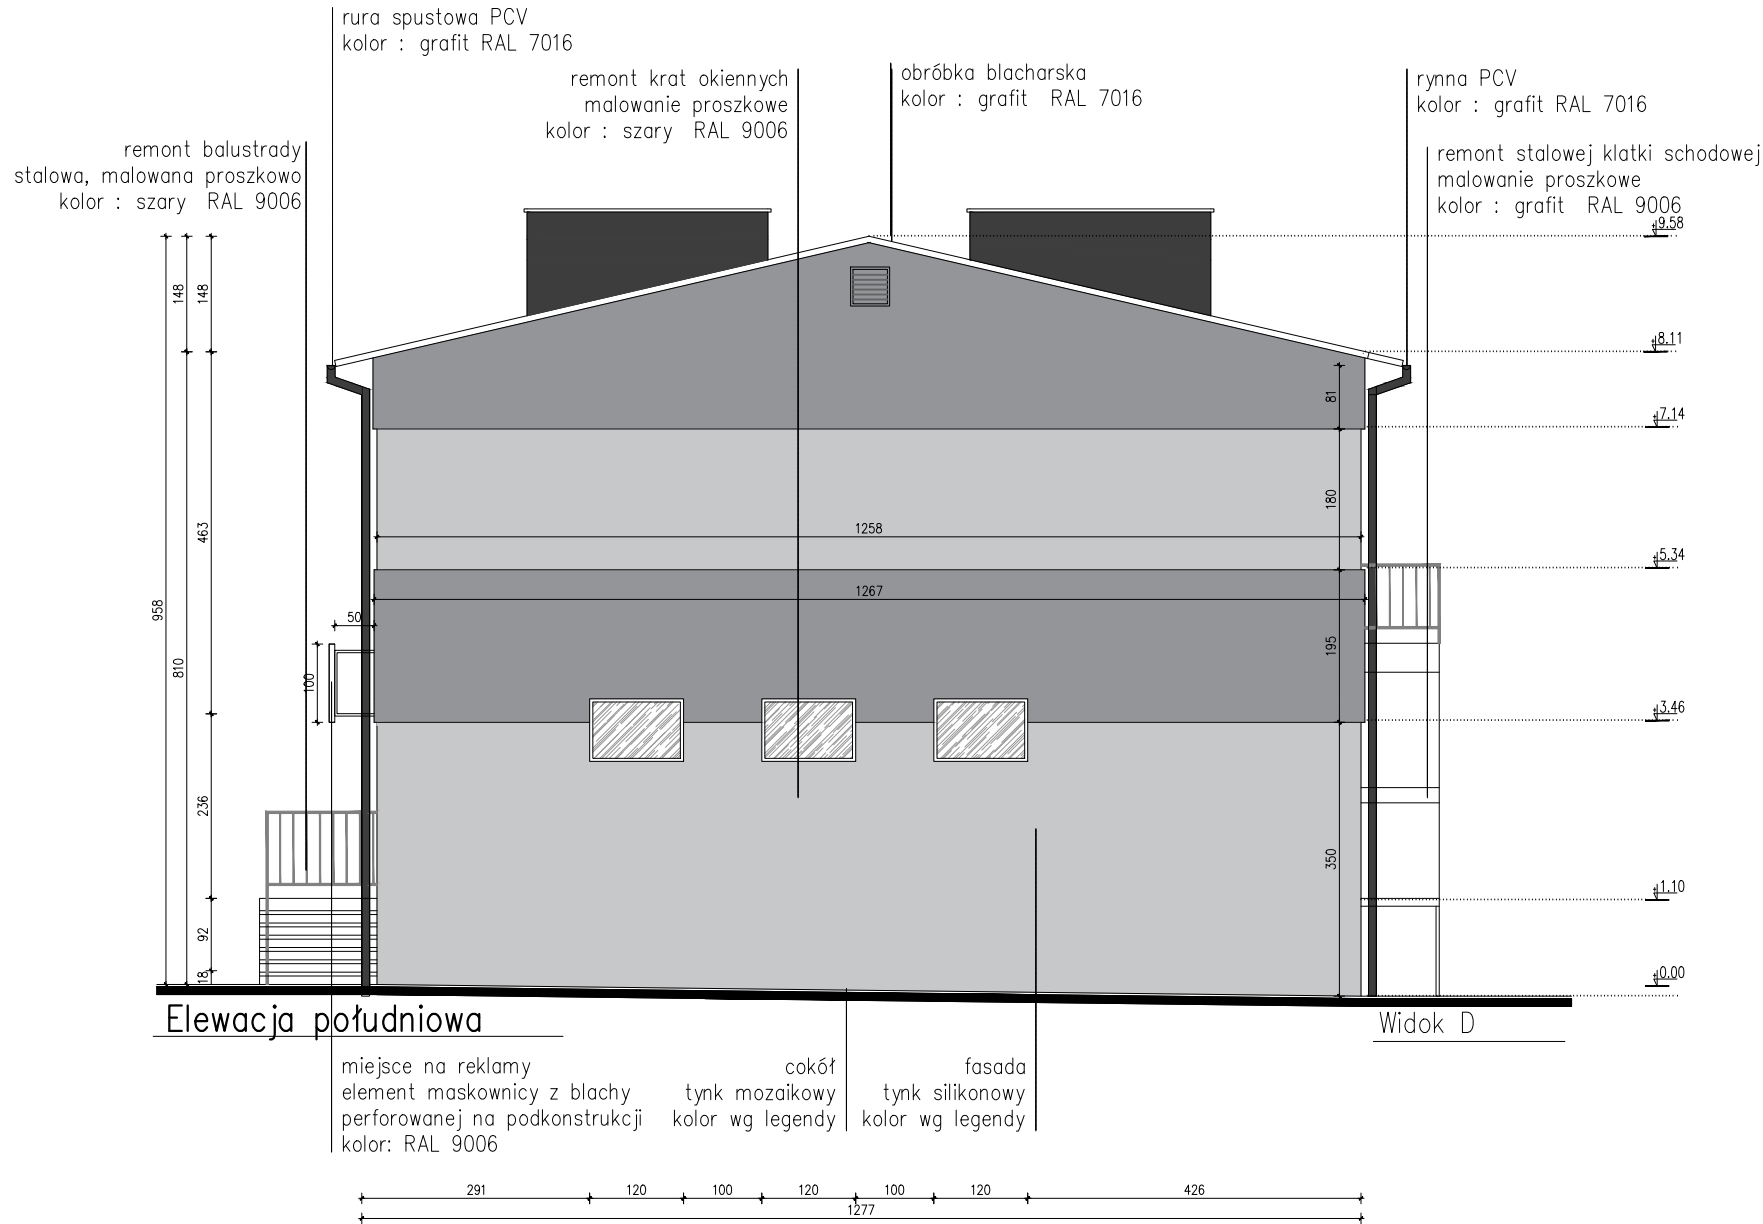 rura spustowa PCV
kolor : grafit RAL 7016
remont krat okiennych
malowanie proszkowe
kolor : szary RAL 9006
obróbka blacharska
kolor : grafit RAL 7016
rynna PCV
kolor : grafit RAL 7016
remont balustrady
stalowa, malowana proszkowo
kolor : szary RAL 9006
remont stalowej klatki schodowej
malowanie proszkowe
kolor : grafit RAL 9006
9.58
148
148
8.11
81
7.14
463
180
1258
5.34
1267
958
50
810
195
100
3.46
236
350
1.10
92
18
0.00
Elewacja południowa
Widok D
miejsce na reklamy
element maskownicy z blachy
perforowanej na podkonstrukcji
kolor: RAL 9006
cokół
tynk mozaikowy
kolor wg legendy
fasada
tynk silikonowy
kolor wg legendy
291
120
100
120
100
120
426
1277